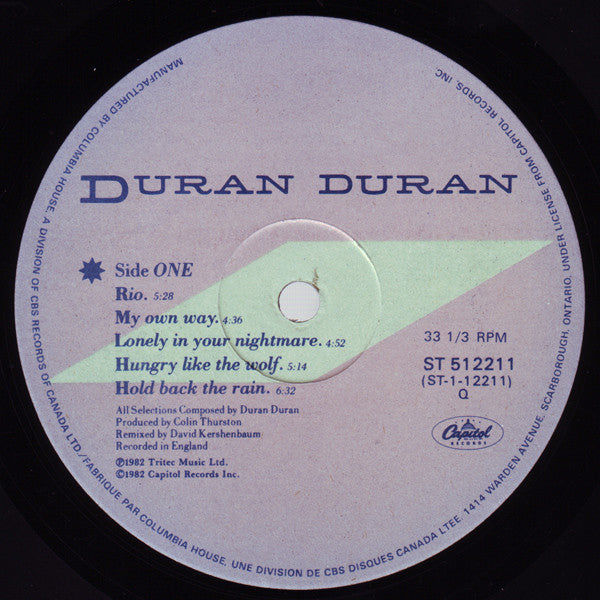 DURAN DURAN
Side ONE
Rio. 5:28
My own way. 4:36
Lonely in your nightmare. 4:52
Hungry like the wolf. 5:14
Hold back the rain. 6:32
All Selections Composed by Duran Duran
Produced by Colin Thurston
Remixed by David Kershenbaum
Recorded in England
℗1982 Tritec Music Ltd.
©1982 Capitol Records Inc.
33 1/3 RPM
ST 512211
(ST-1-12211)
Q
Capitol
RECORDS
MANUFACTURED BY COLUMBIA HOUSE, A DIVISION OF CBS RECORDS OF CANADA LTD./FABRIQUE PAR COLUMBIA HOUSE, UNE DIVISION DE CBS DISQUES CANADA LTEE. 1414 WARDEN AVENUE, SCARBOROUGH, ONTARIO. UNDER LICENSE FROM CAPITOL RECORDS, INC.